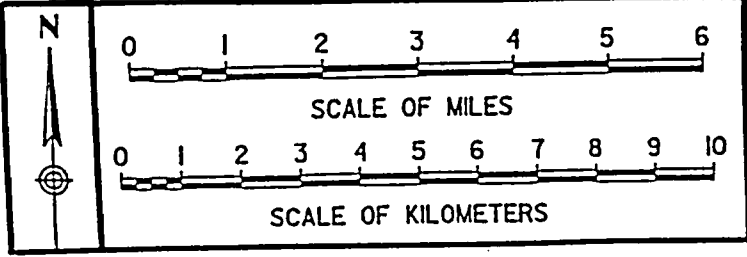 N
0 1 2 3 4 5 6
SCALE OF MILES
0 1 2 3 4 5 6 7 8 9 10
SCALE OF KILOMETERS